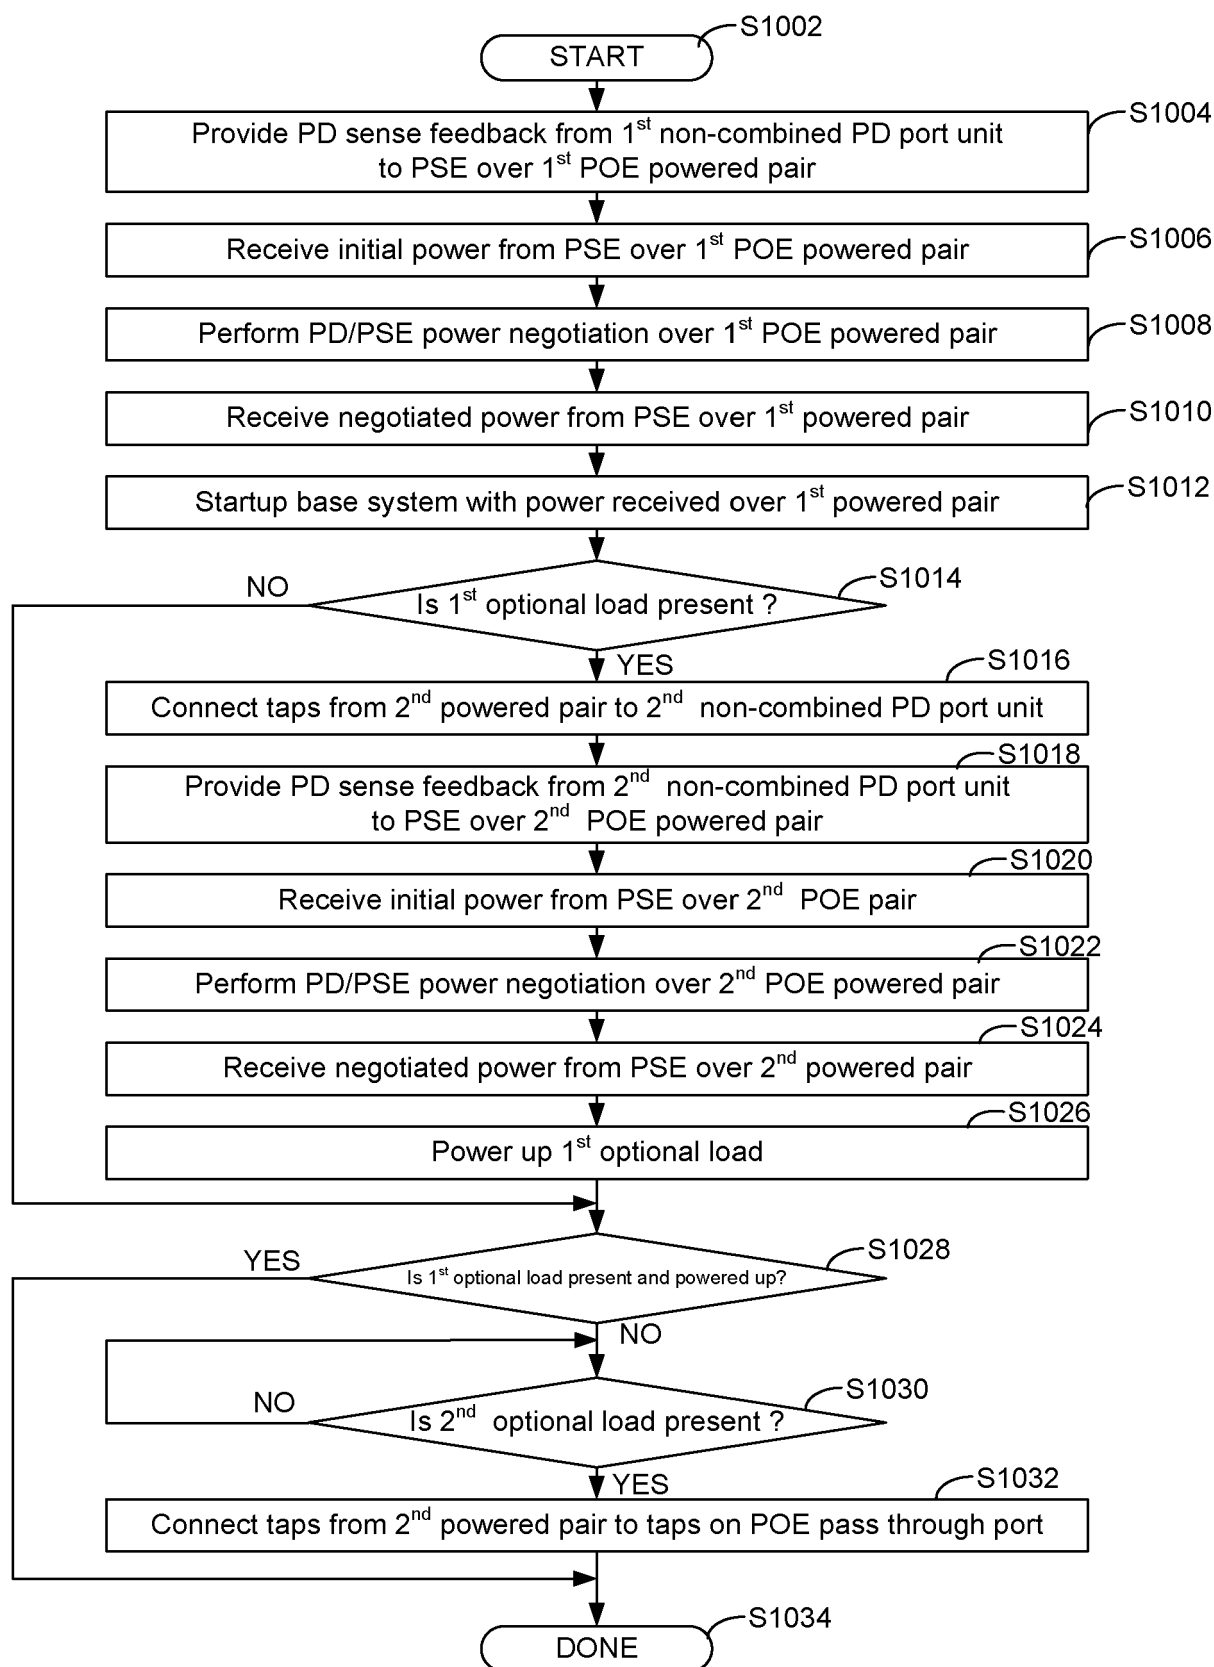 START
S1002
Provide PD sense feedback from 1st non-combined PD port unit
to PSE over 1st POE powered pair
S1004
Receive initial power from PSE over 1st POE powered pair
S1006
Perform PD/PSE power negotiation over 1st POE powered pair
S1008
Receive negotiated power from PSE over 1st powered pair
S1010
Startup base system with power received over 1st powered pair
S1012
NO
Is 1st optional load present ?
S1014
YES
S1016
Connect taps from 2nd powered pair to 2nd non-combined PD port unit
S1018
Provide PD sense feedback from 2nd non-combined PD port unit
to PSE over 2nd POE powered pair
S1020
Receive initial power from PSE over 2nd POE pair
S1022
Perform PD/PSE power negotiation over 2nd POE powered pair
S1024
Receive negotiated power from PSE over 2nd powered pair
S1026
Power up 1st optional load
YES
Is 1st optional load present and powered up?
S1028
NO
NO
Is 2nd optional load present ?
S1030
YES
S1032
Connect taps from 2nd powered pair to taps on POE pass through port
DONE
S1034